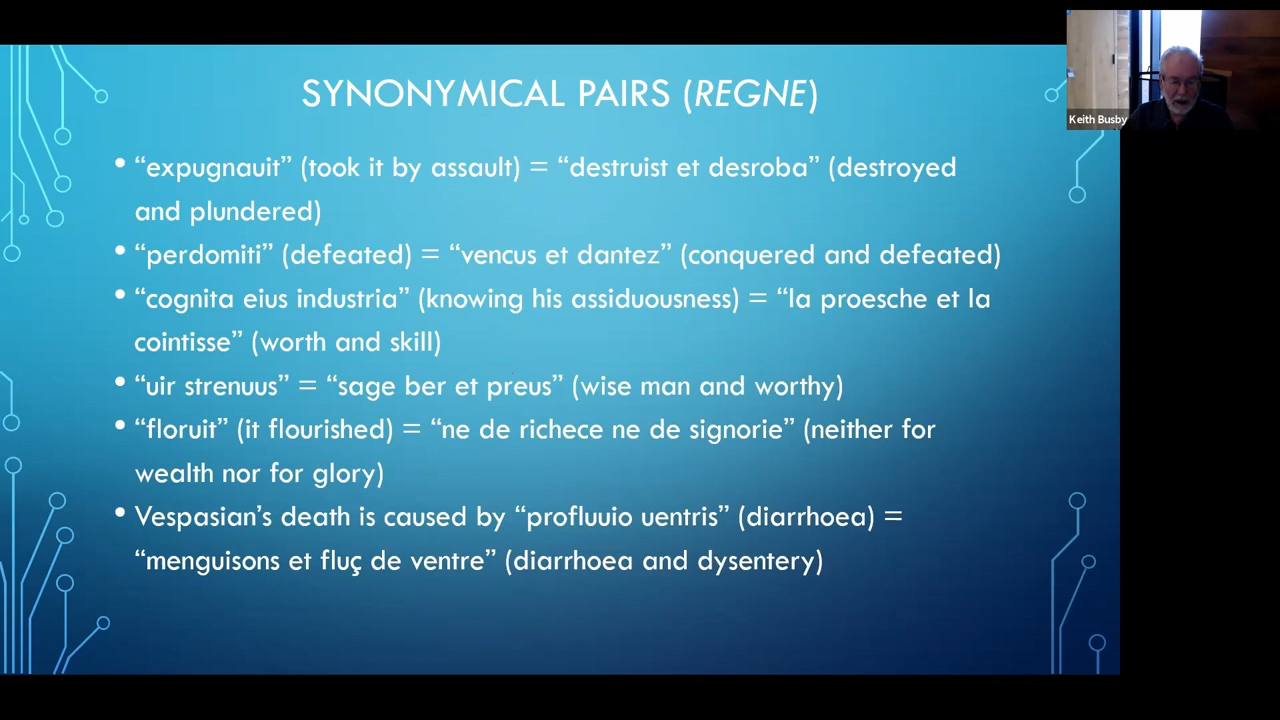 SYNONYMICAL PAIRS (REGNE)
Keith Busby
• “expugnauit” (took it by assault) = “destruist et desroba” (destroyed
and plundered)
• “perdomiti” (defeated) = “vencus et dantez” (conquered and defeated)
• “cognita eius industria” (knowing his assiduousness) = “la proesche et la
cointisse” (worth and skill)
• “uir strenuus” = “sage ber et preus” (wise man and worthy)
• “floruit” (it flourished) = “ne de richece ne de signorie” (neither for
wealth nor for glory)
• Vespasian’s death is caused by “profluuio uentris” (diarrhoea) =
“menguisons et fluç de ventre” (diarrhoea and dysentery)